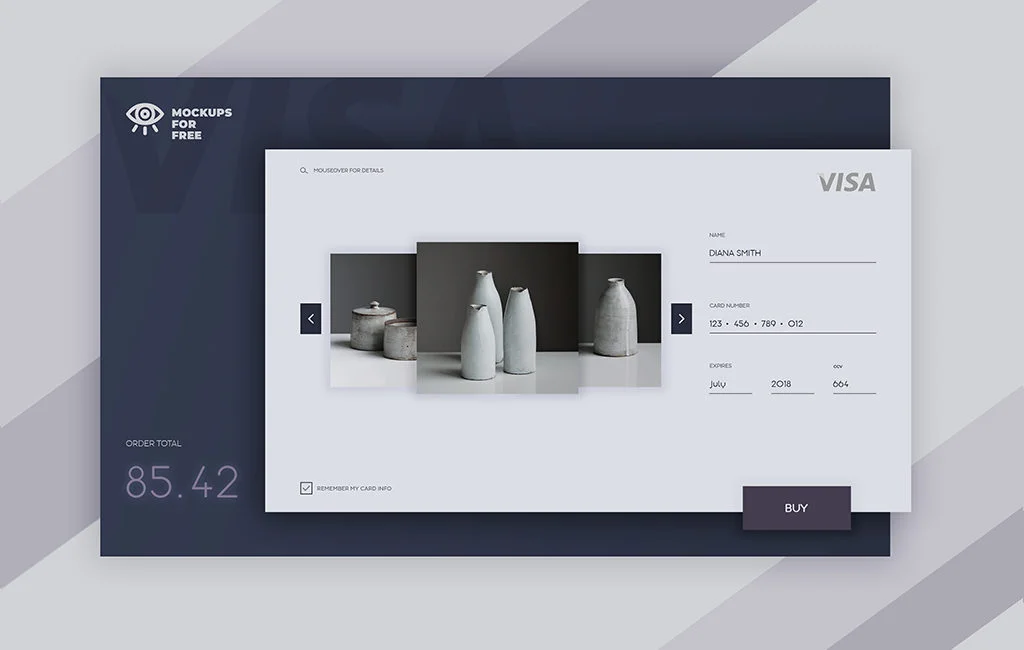 VISA
MOCKUPS
FOR
FREE
MOUSEOVER FOR DETAILS
VISA
NAME
DIANA SMITH
CARD NUMBER
123 • 456 • 789 • 012
EXPIRES
ccv
July
2018
664
ORDER TOTAL
85.42
REMEMBER MY CARD INFO
BUY